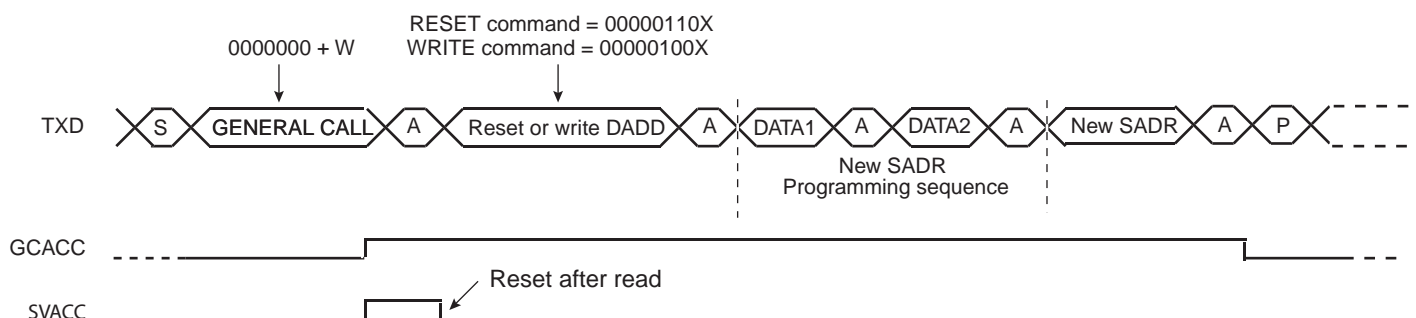 RESET command = 00000110X
0000000 + W
WRITE command = 00000100X
TXD
S
GENERAL CALL
A
Reset or write DADD
A
DATA1
A
DATA2
A
New SADR
A
P
New SADR
Programming sequence
GCACC
Reset after read
SVACC